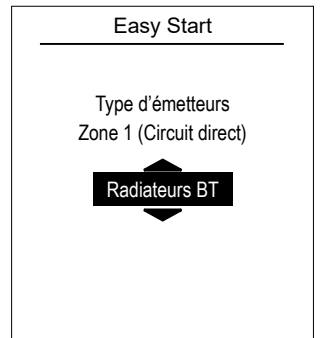 Easy Start
Type d'émetteurs
Zone 1 (Circuit direct)
Radiateurs BT